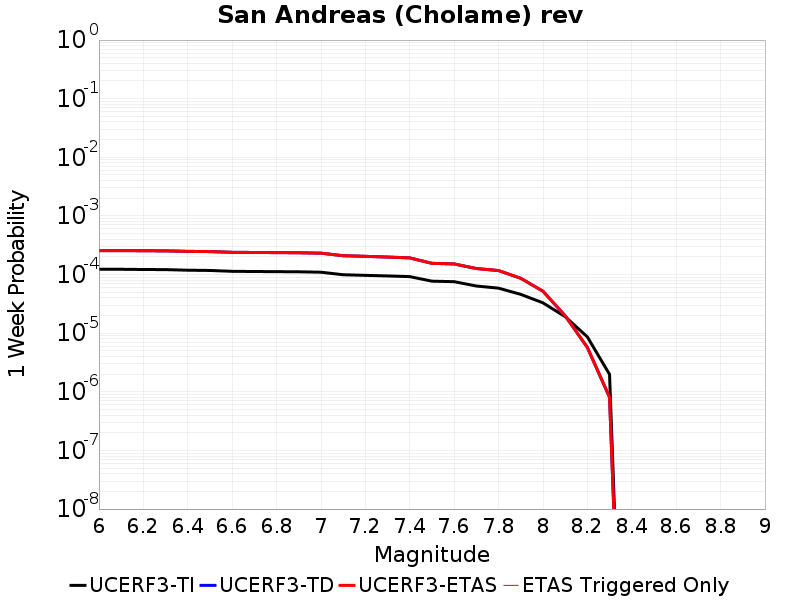 San Andreas (Cholame) rev
1 Week Probability
10^0
10^-1
10^-2
10^-3
10^-4
10^-5
10^-6
10^-7
10^-8
6 6.2 6.4 6.6 6.8 7 7.2 7.4 7.6 7.8 8 8.2 8.4 8.6 8.8 9
Magnitude
UCERF3-TI UCERF3-TD UCERF3-ETAS ETAS Triggered Only